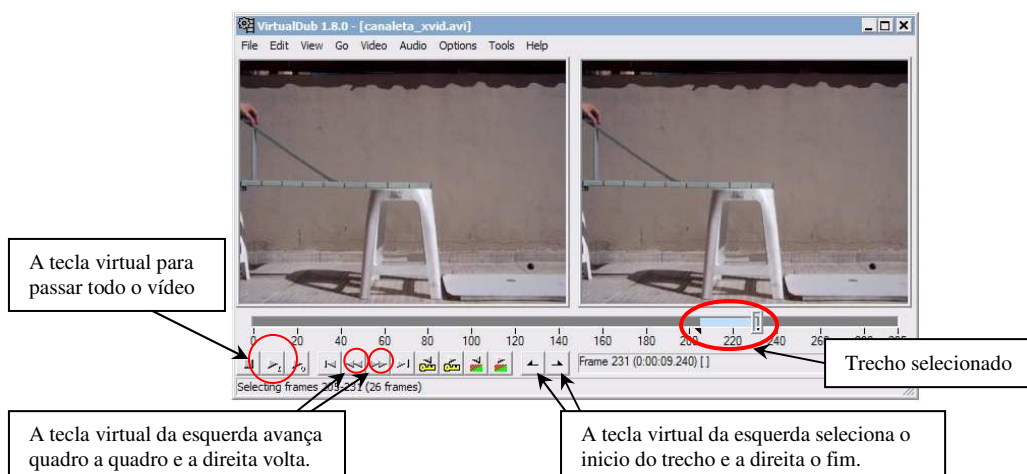 VirtualDub 1.8.0 - [canaleta_xvid.avi]
File Edit View Go Video Audio Options Tools Help
A tecla virtual para
passar todo o vídeo
0 20 40 60 80 100 120 140 160 180 200 220 240 260 280 295
Frame 231 (0:00:09.240) [ ]
Trecho selecionado
Selecting frames 205-231 (26 frames)
A tecla virtual da esquerda avança
quadro a quadro e a direita volta.
A tecla virtual da esquerda seleciona o
inicio do trecho e a direita o fim.